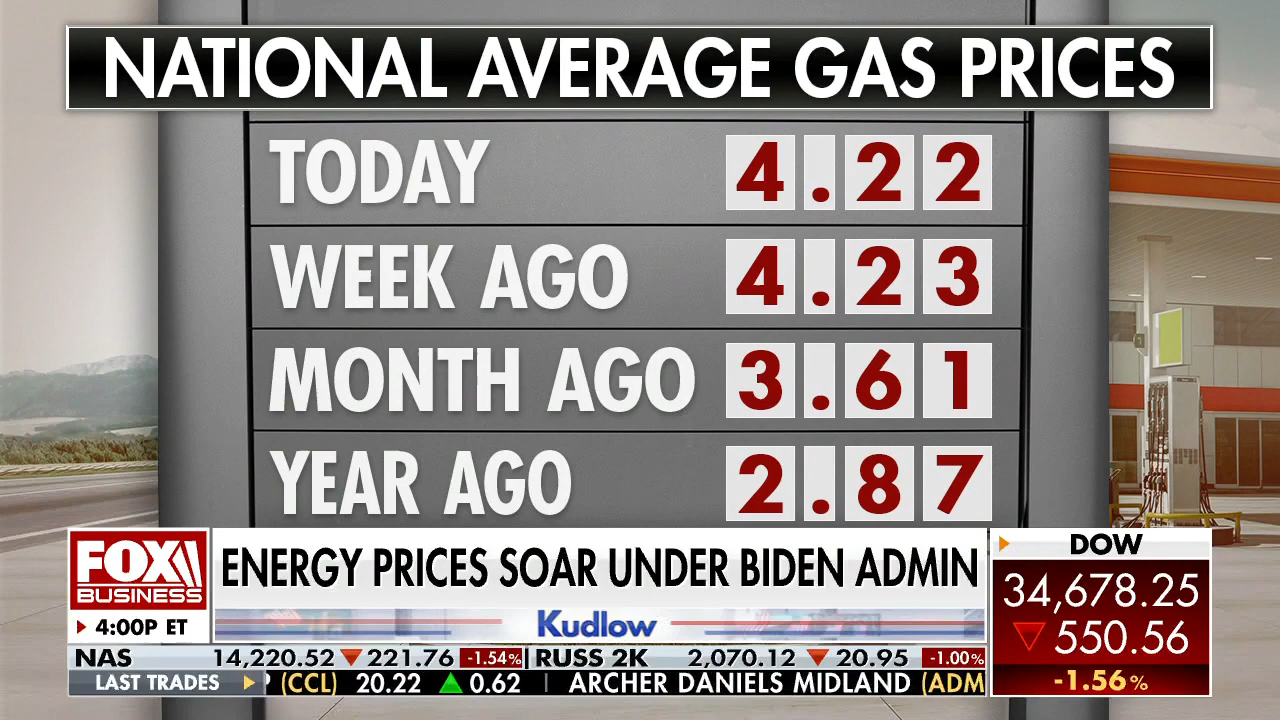 NATIONAL AVERAGE GAS PRICES
TODAY 4.22
WEEK AGO 4.23
MONTH AGO 3.61
YEAR AGO 2.87
FOX BUSINESS
4:00P ET
ENERGY PRICES SOAR UNDER BIDEN ADMIN
Kudlow
DOW
34,678.25
550.56
-1.56%
NAS 14,220.52 221.76 -1.54% RUSS 2K 2,070.12 20.95 -1.00%
LAST TRADES (CCL) 20.22 0.62 ARCHER DANIELS MIDLAND (ADM